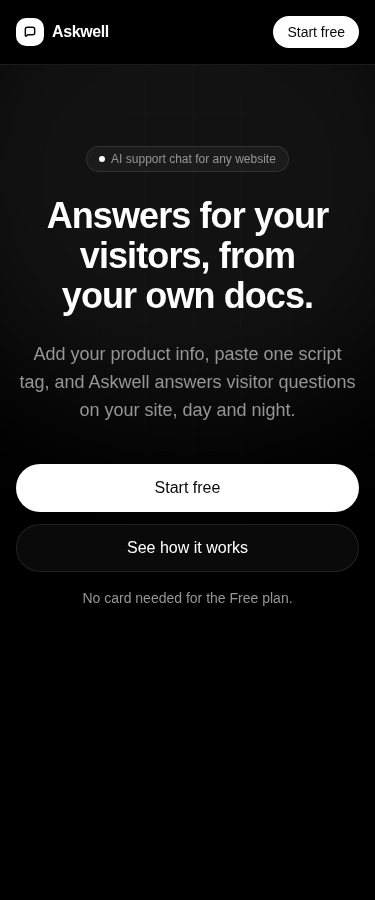 Askwell
Start free
AI support chat for any website
Answers for your
visitors, from
your own docs.
Add your product info, paste one script
tag, and Askwell answers visitor questions
on your site, day and night.
Start free
See how it works
No card needed for the Free plan.